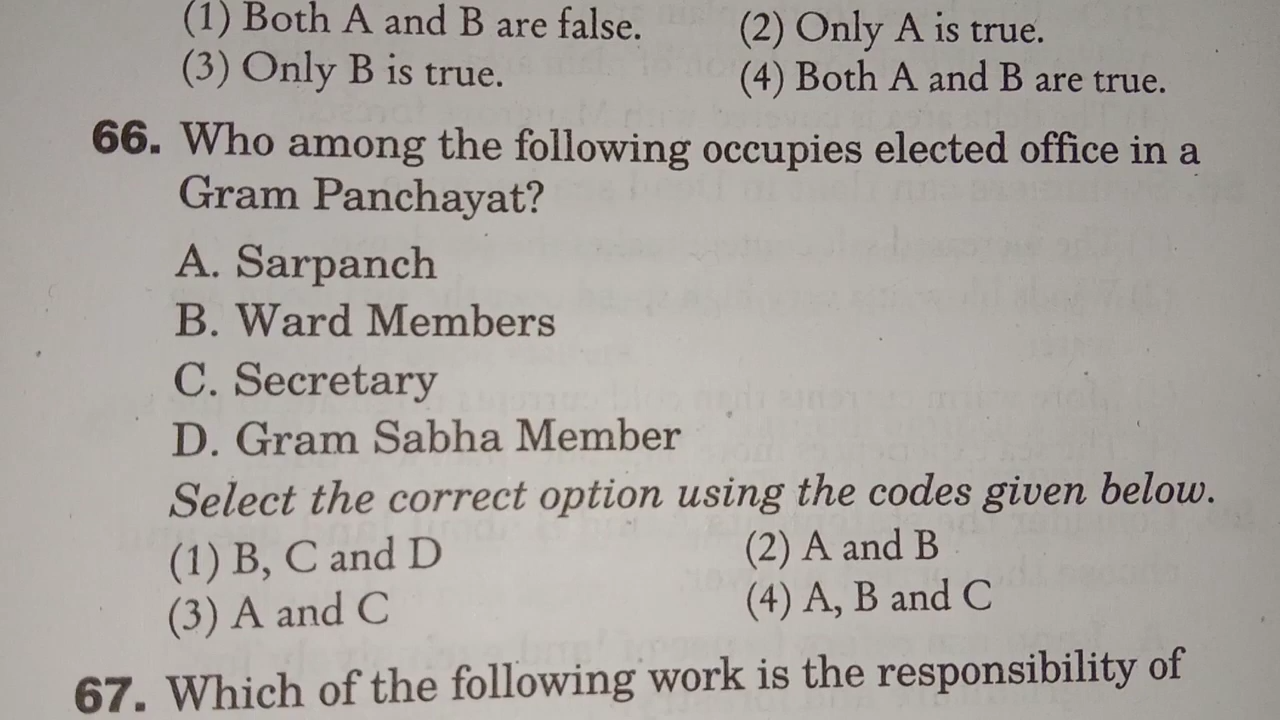 (1) Both A and B are false. (2) Only A is true.
(3) Only B is true. (4) Both A and B are true.
66. Who among the following occupies elected office in a
Gram Panchayat?
A. Sarpanch
B. Ward Members
C. Secretary
D. Gram Sabha Member
Select the correct option using the codes given below.
(1) B, C and D (2) A and B
(3) A and C (4) A, B and C
67. Which of the following work is the responsibility of